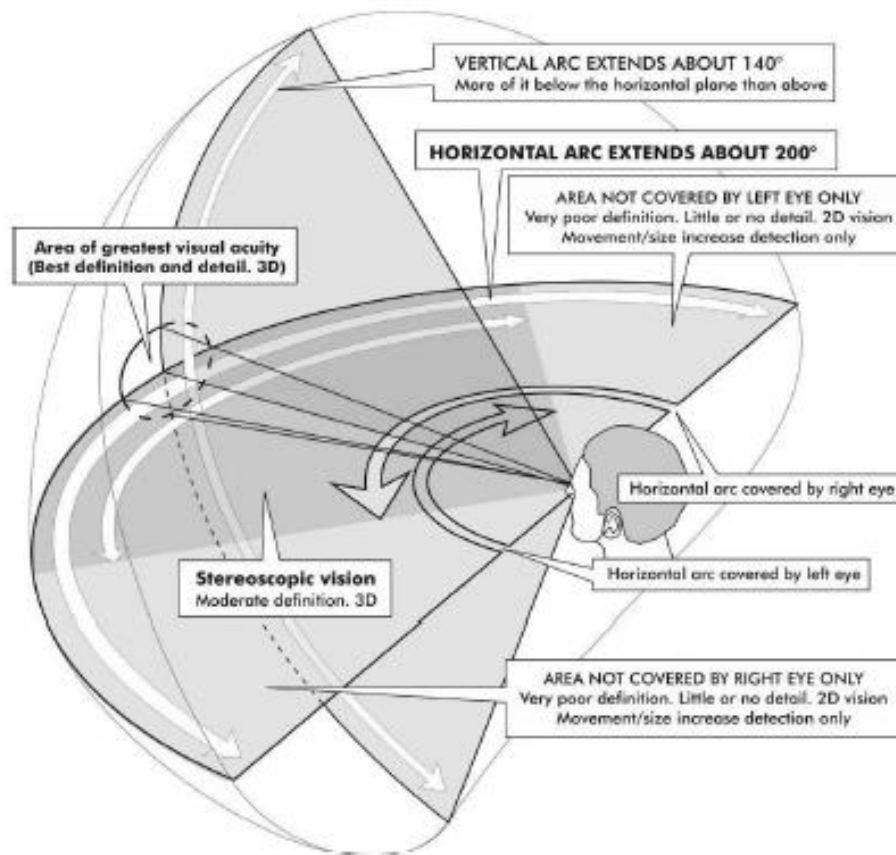 VERTICAL ARC EXTENDS ABOUT 140°
More of it below the horizontal plane than above
HORIZONTAL ARC EXTENDS ABOUT 200°
AREA NOT COVERED BY LEFT EYE ONLY
Very poor definition. Little or no detail. 2D vision
Movement/size increase detection only
Area of greatest visual acuity
(Best definition and detail. 3D)
Horizontal arc covered by right eye
Horizontal arc covered by left eye
Stereoscopic vision
Moderate definition. 3D
AREA NOT COVERED BY RIGHT EYE ONLY
Very poor definition. Little or no detail. 2D vision
Movement/size increase detection only